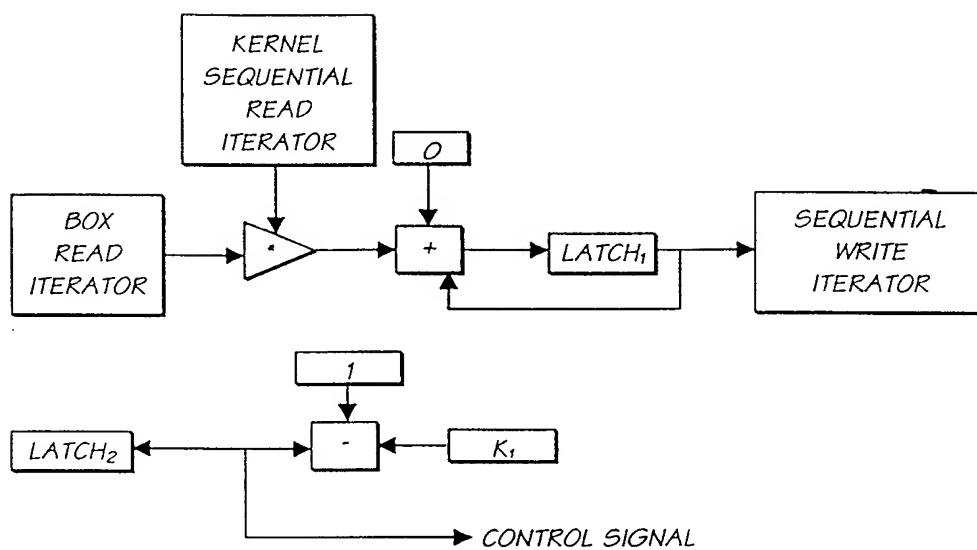 KERNEL
SEQUENTIAL
READ
ITERATOR
0
BOX
READ
ITERATOR
*
+
LATCH₁
SEQUENTIAL
WRITE
ITERATOR
1
LATCH₂
-
K₁
CONTROL SIGNAL